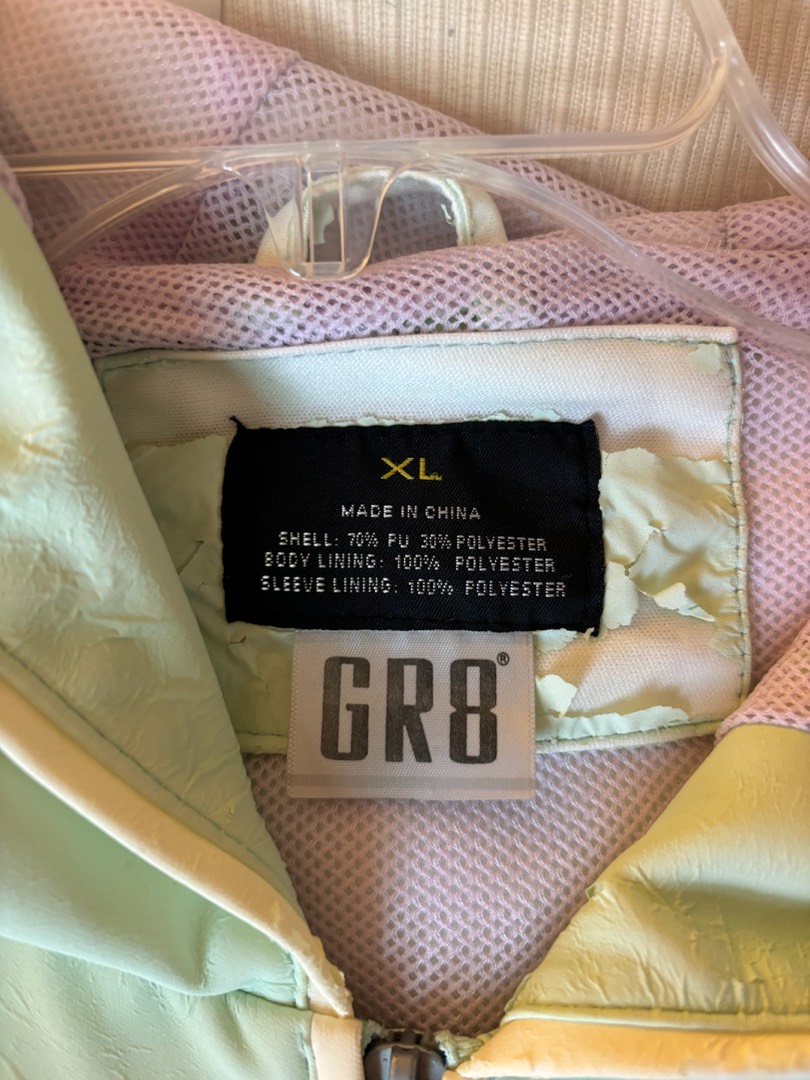 XL
MADE IN CHINA
SHELL: 70% PU 30% POLYESTER
BODY LINING: 100% POLYESTER
SLEEVE LINING: 100% POLYESTER
GR8®